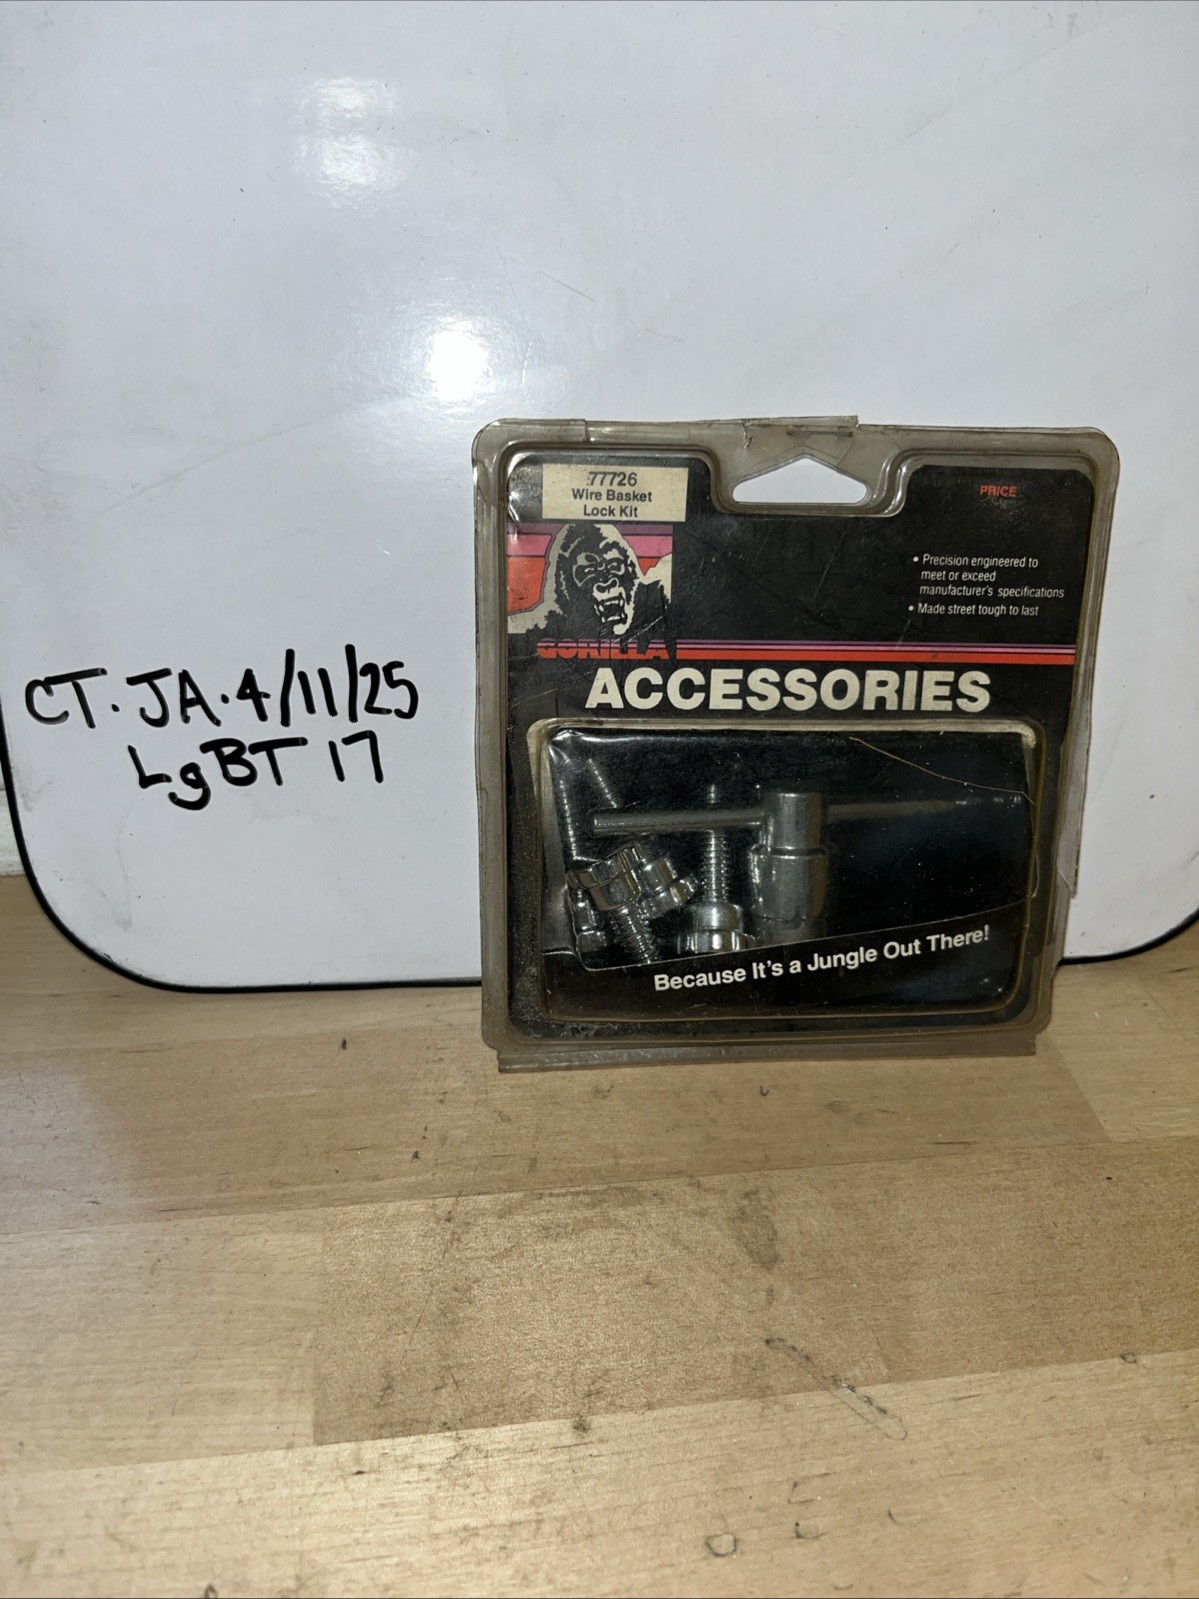 CT. JA. 4/11/25
LgBT 17
77726
Wire Basket
Lock Kit
PRICE
• Precision engineered to
meet or exceed
manufacturer's specifications
• Made street tough to last
GORILLA
ACCESSORIES
Because It's a Jungle Out There!